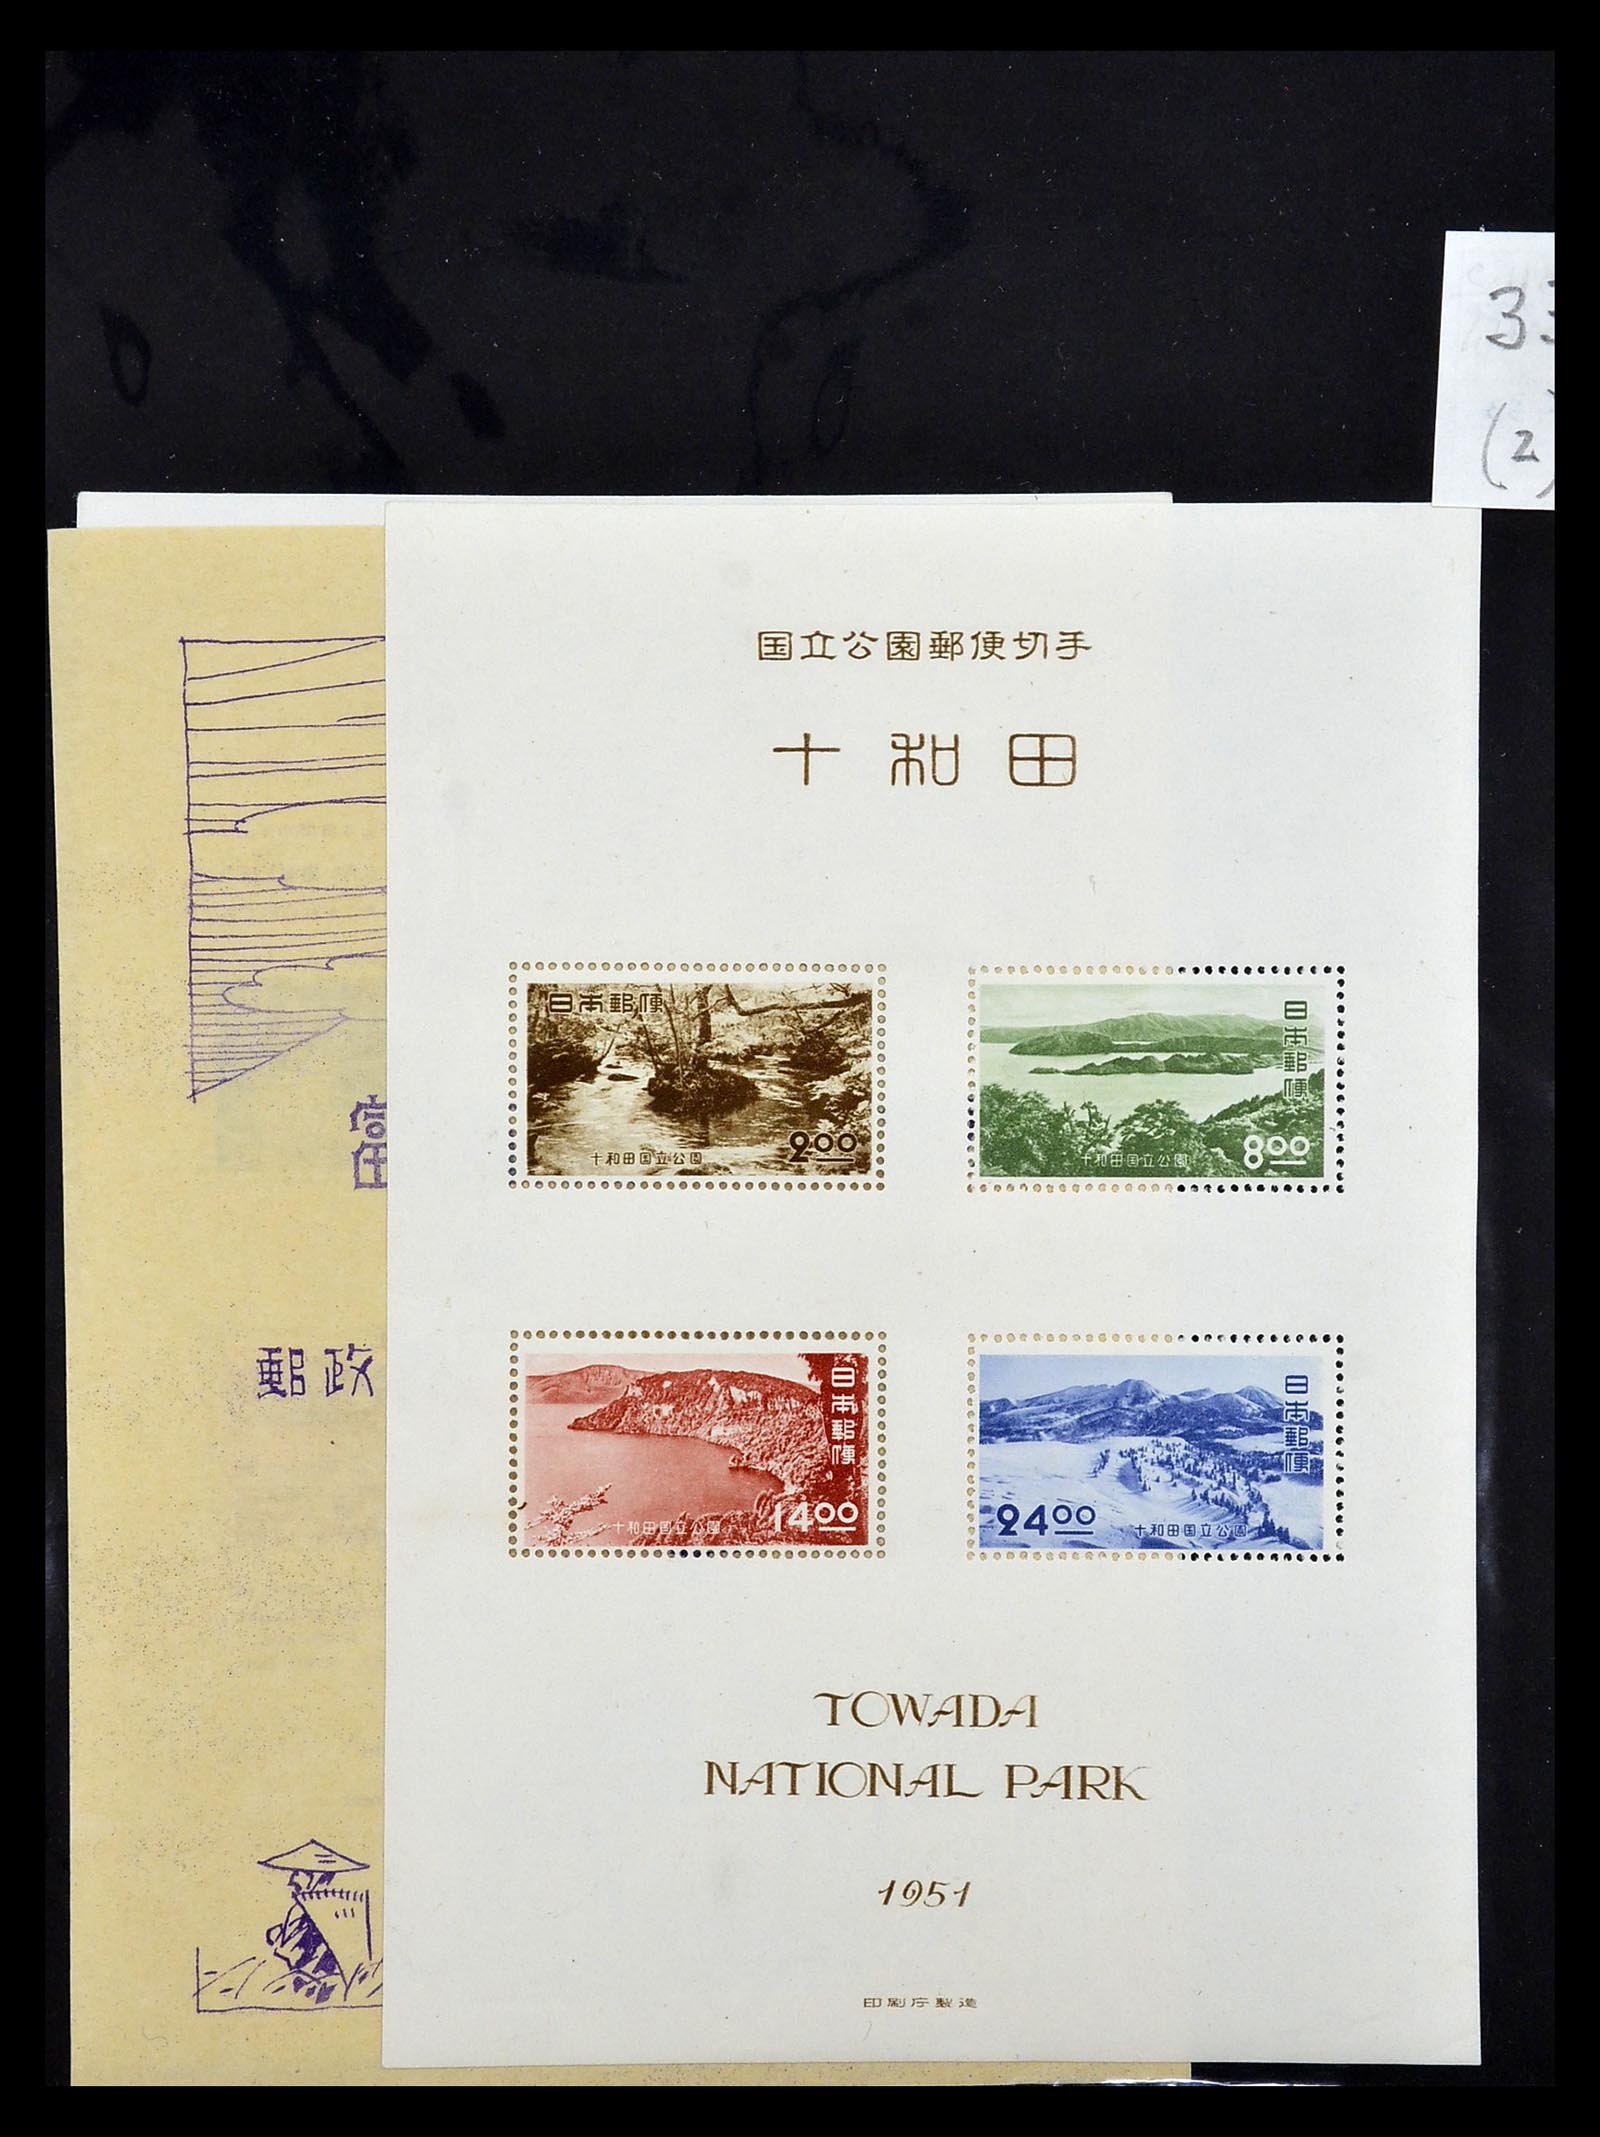 33
(2)
国立公園郵便切手
十和田
日本郵便
2.00
十和田国立公園
日本郵便
8.00
十和田国立公園
日本郵便
14.00
十和田国立公園
日本郵便
24.00
十和田国立公園
郵政
TOWADA
NATIONAL PARK
1951
印刷庁製造